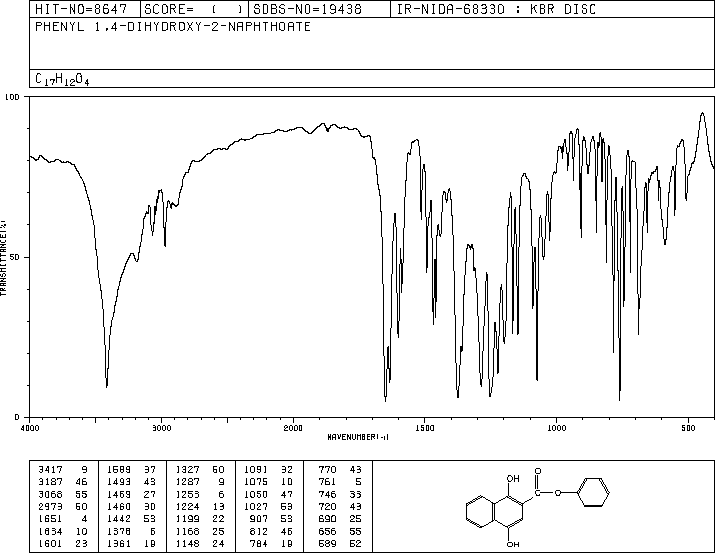 HIT-NO=8647 SCORE= ( ) SDBS-NO=19438 IR-NIDA-68330 : KBR DISC
PHENYL 1,4-DIHYDROXY-2-NAPHTHOATE
C17H12O4
100
50
0
TRANSMITTANCE(%)
4000 3000 2000 1500 1000 500
WAVENUMBER(-1)
3417 9 1589 37 1327 60 1091 32 770 43
3187 46 1493 43 1287 9 1075 10 761 5
3068 55 1469 27 1253 6 1050 47 746 33
2973 50 1460 30 1224 13 1027 53 720 43
1651 4 1442 53 1199 22 907 53 690 25
1634 10 1378 5 1168 25 812 46 656 55
1601 23 1361 19 1148 24 784 19 589 52
OH
O
C
O
OH